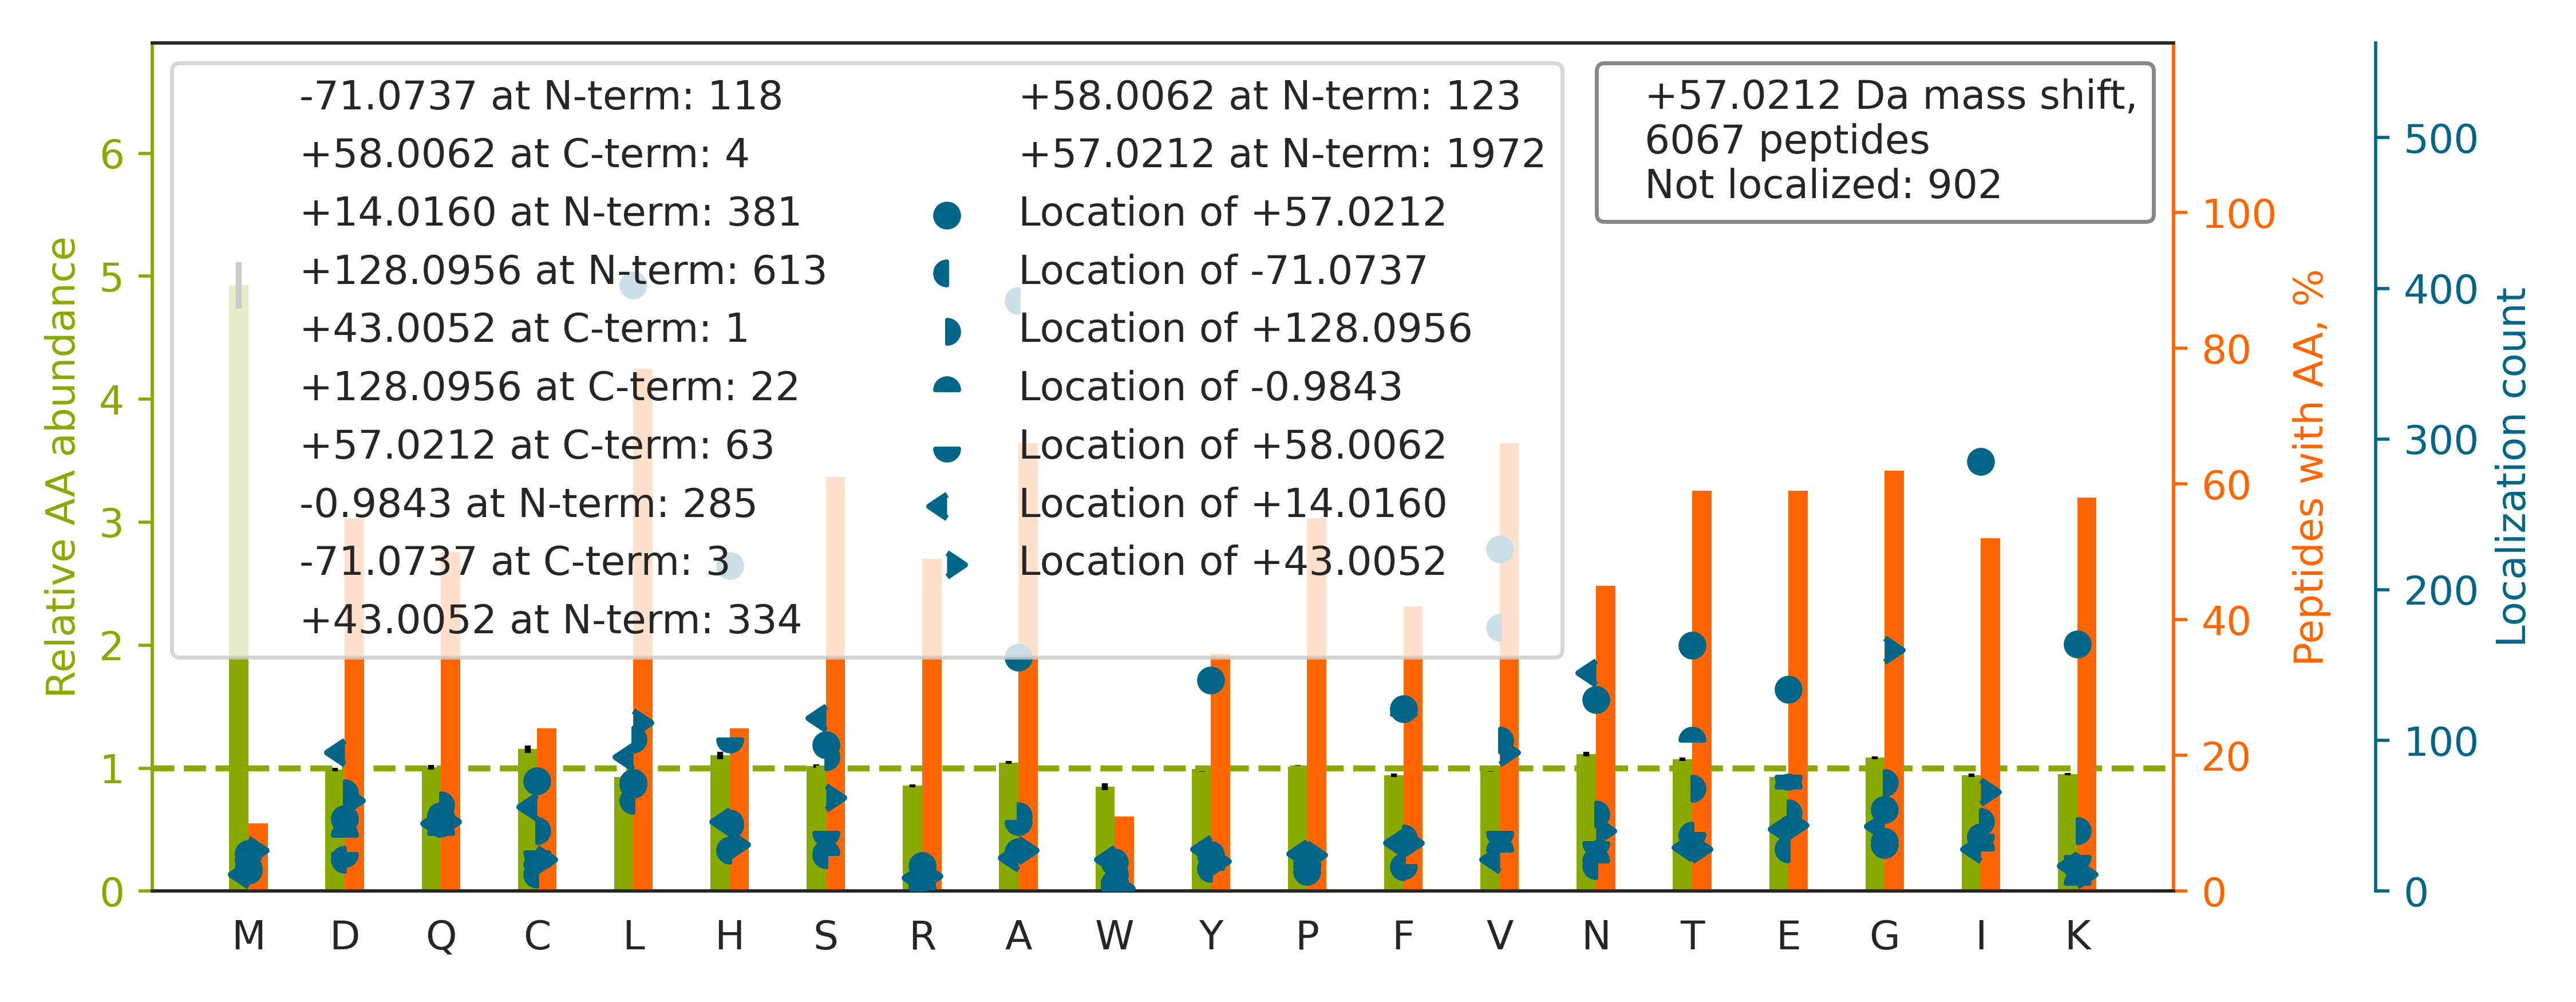 -71.0737 at N-term: 118
+58.0062 at C-term: 4
+14.0160 at N-term: 381
+128.0956 at N-term: 613
+43.0052 at C-term: 1
+128.0956 at C-term: 22
+57.0212 at C-term: 63
-0.9843 at N-term: 285
-71.0737 at C-term: 3
+43.0052 at N-term: 334
+58.0062 at N-term: 123
+57.0212 at N-term: 1972
Location of +57.0212
Location of -71.0737
Location of +128.0956
Location of -0.9843
Location of +58.0062
Location of +14.0160
Location of +43.0052
+57.0212 Da mass shift,
6067 peptides
Not localized: 902
Relative AA abundance
6
5
4
3
2
1
0
M D Q C L H S R A W Y P F V N T E G I K
100
80
60
40
20
0
Peptides with AA, %
500
400
300
200
100
0
Localization count